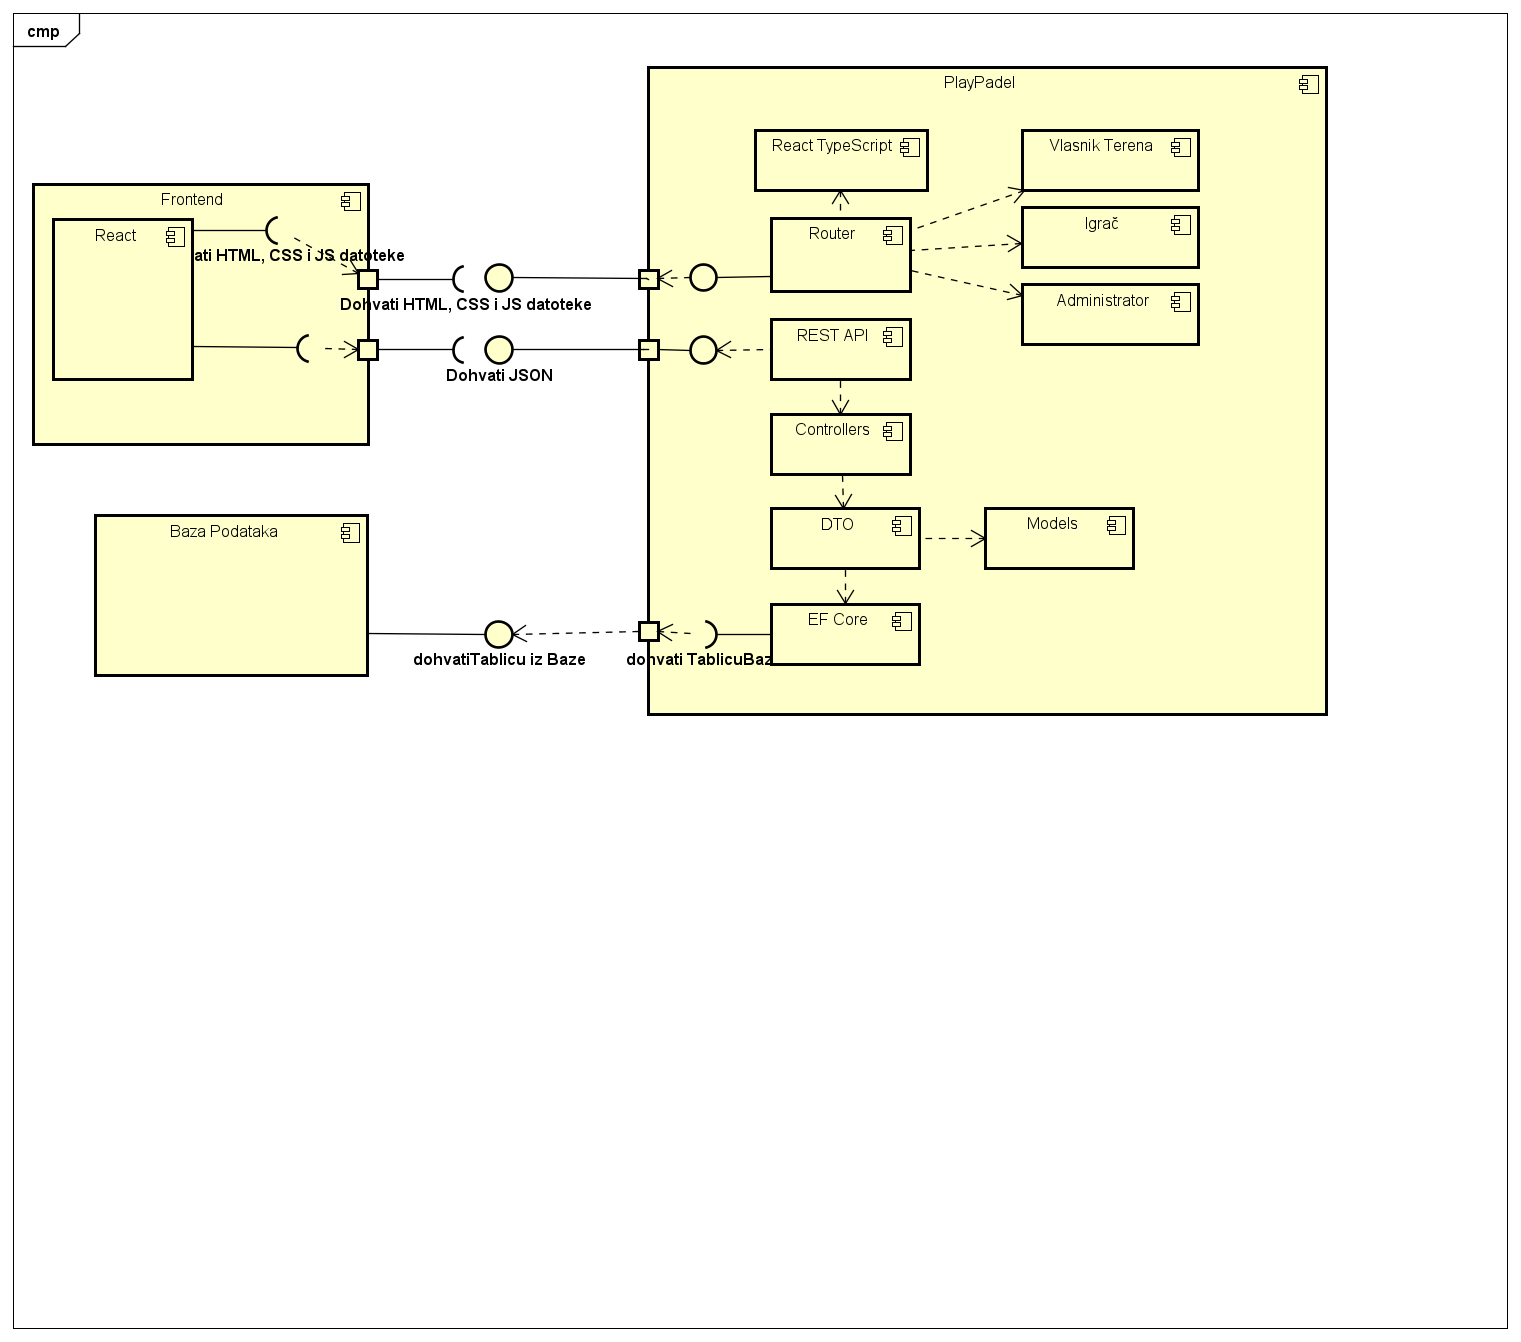 cmp
PlayPadel
React TypeScript
Vlasnik Terena
Frontend
React
Router
Igrač
ati HTML, CSS i JS datoteke
Dohvati HTML, CSS i JS datoteke
Administrator
REST API
Dohvati JSON
Controllers
Baza Podataka
DTO
Models
EF Core
dohvatiTablicu iz Baze
dohvati TablicuBaz